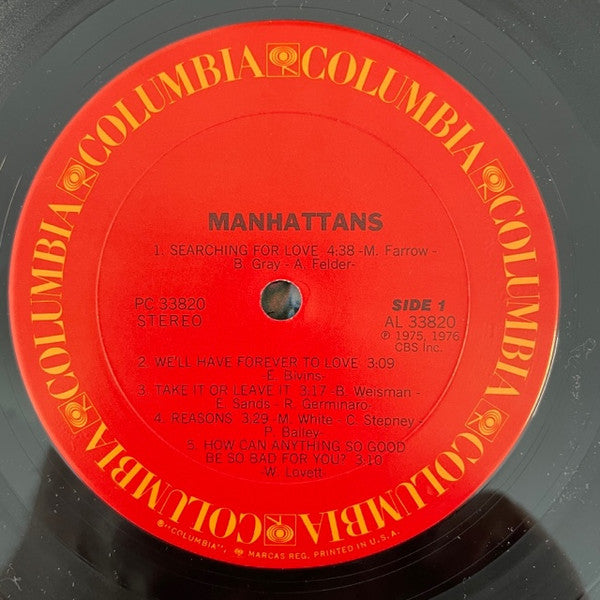 COLUMBIA COLUMBIA COLUMBIA COLUMBIA COLUMBIA COLUMBIA
MANHATTANS
1. SEARCHING FOR LOVE 4:38 -M. Farrow -
B. Gray - A. Felder-
PC 33820
STEREO
SIDE 1
AL 33820
℗ 1975, 1976
CBS Inc.
2. WE'LL HAVE FOREVER TO LOVE 3:09
E. Bivins-
3. TAKE IT OR LEAVE IT 3:17 -B. Weisman -
E. Sands - R. Germinaro-
4. REASONS 3:29 -M. White - C. Stepney -
P. Bailey-
5. HOW CAN ANYTHING SO GOOD
BE SO BAD FOR YOU? 3:10
-W. Lovett-
®"COLUMBIA", MARCAS REG. PRINTED IN U.S.A.